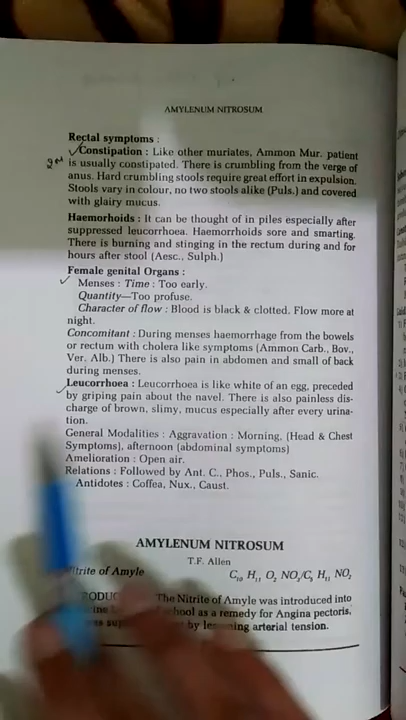 AMYLENUM NITROSUM
Rectal symptoms :
Constipation : Like other muriates, Ammon Mur. patient
is usually constipated. There is crumbling from the verge of
anus. Hard crumbling stools require great effort in expulsion.
Stools vary in colour, no two stools alike (Puls.) and covered
with glairy mucus.
Haemorhoids : It can be thought of in piles especially after
suppressed leucorrhoea. Haemorrhoids sore and smarting.
There is burning and stinging in the rectum during and for
hours after stool (Aesc., Sulph.)
Female genital Organs :
Menses : Time : Too early.
Quantity—Too profuse.
Character of flow : Blood is black & clotted. Flow more at
night.
Concomitant : During menses haemorrhage from the bowels
or rectum with cholera like symptoms (Ammon Carb., Bov.,
Ver. Alb.) There is also pain in abdomen and small of back
during menses.
Leucorrhoea : Leucorrhoea is like white of an egg, preceded
by griping pain about the navel. There is also painless dis-
charge of brown, slimy, mucus especially after every urina-
tion.
General Modalities : Aggravation : Morning, (Head & Chest
Symptoms), afternoon (abdominal symptoms)
Amelioration : Open air.
Relations : Followed by Ant. C., Phos., Puls., Sanic.
Antidotes : Coffea, Nux., Caust.
AMYLENUM NITROSUM
T.F. Allen
Nitrite of Amyle C10 H11 O2 NO3/C5 H11 NO2
The Nitrite of Amyle was introduced into
school as a remedy for Angina pectoris,
by lessening arterial tension.